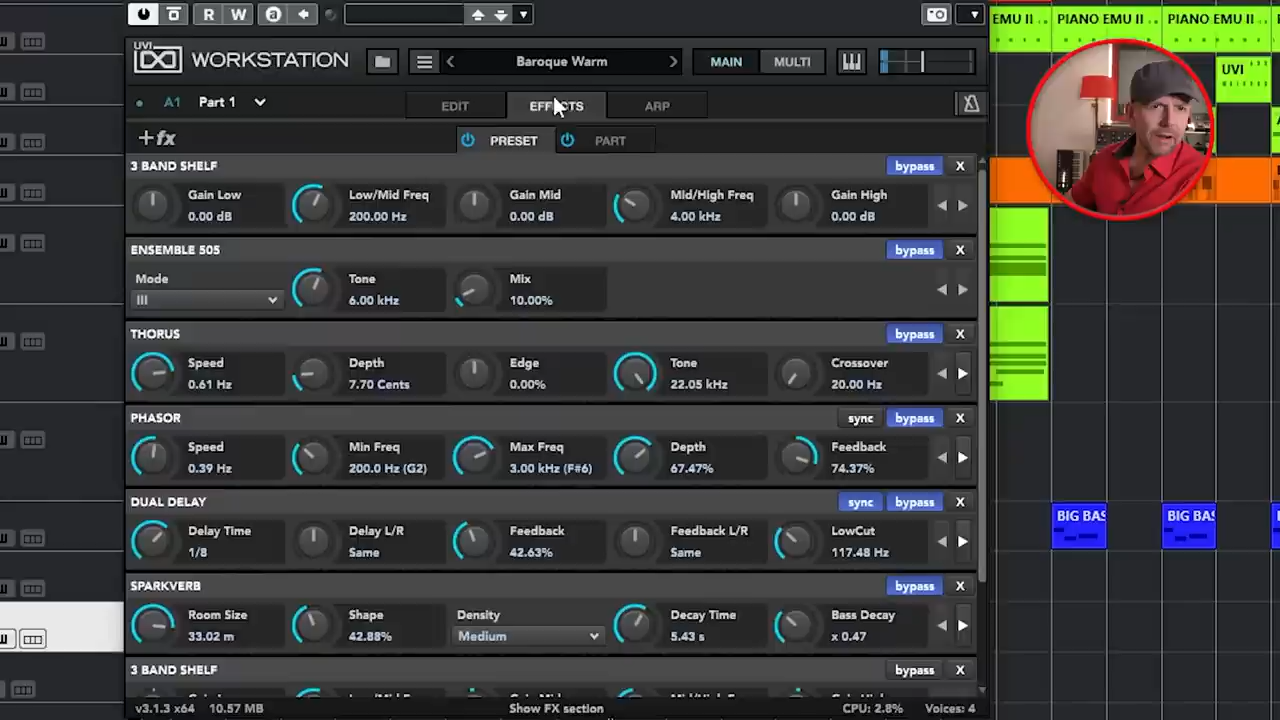 R W a
EMU II ..
PIANO EMU II ..
PIANO EMU II ..
UVI WORKSTATION
Baroque Warm
MAIN MULTI
UVI
A1 Part 1
EDIT EFFECTS ARP
+fx
PRESET PART
3 BAND SHELF bypass X
Gain Low Low/Mid Freq Gain Mid Mid/High Freq Gain High
0.00 dB 200.00 Hz 0.00 dB 4.00 kHz 0.00 dB
ENSEMBLE 505 bypass X
Mode Tone Mix
III 6.00 kHz 10.00%
THORUS bypass X
Speed Depth Edge Tone Crossover
0.61 Hz 7.70 Cents 0.00% 22.05 kHz 20.00 Hz
PHASOR sync bypass X
Speed Min Freq Max Freq Depth Feedback
0.39 Hz 200.0 Hz (G2) 3.00 kHz (F#6) 67.47% 74.37%
DUAL DELAY sync bypass X
Delay Time Delay L/R Feedback Feedback L/R LowCut
1/8 Same 42.63% Same 117.48 Hz
BIG BAS BIG BAS
SPARKVERB bypass X
Room Size Shape Density Decay Time Bass Decay
33.02 m 42.88% Medium 5.43 s x 0.47
3 BAND SHELF bypass X
v3.1.3 x64 10.57 MB Show FX section CPU: 2.8% Voices: 4